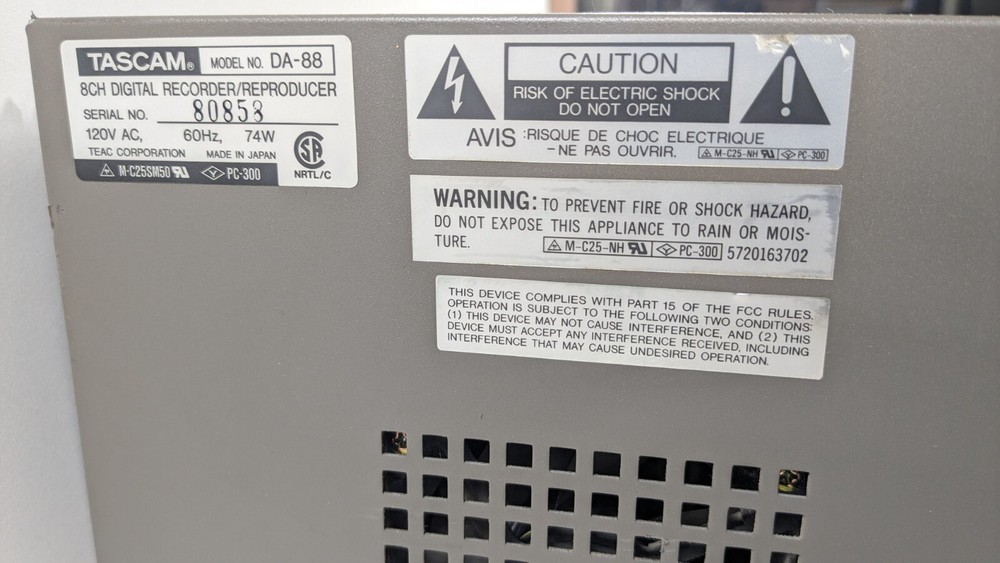 TASCAM® MODEL NO. DA-88
8CH DIGITAL RECORDER/REPRODUCER
SERIAL NO. 80853
120V AC, 60Hz, 74W
TEAC CORPORATION MADE IN JAPAN
NRTL/C
M-C25SM50 PC-300
CAUTION
RISK OF ELECTRIC SHOCK
DO NOT OPEN
AVIS :RISQUE DE CHOC ELECTRIQUE
-NE PAS OUVRIR. M-C25-NH PC-300
WARNING: TO PREVENT FIRE OR SHOCK HAZARD,
DO NOT EXPOSE THIS APPLIANCE TO RAIN OR MOIS-
TURE. M-C25-NH PC-300 5720163702
THIS DEVICE COMPLIES WITH PART 15 OF THE FCC RULES.
OPERATION IS SUBJECT TO THE FOLLOWING TWO CONDITIONS:
(1) THIS DEVICE MAY NOT CAUSE INTERFERENCE, AND (2) THIS
DEVICE MUST ACCEPT ANY INTERFERENCE RECEIVED, INCLUDING
INTERFERENCE THAT MAY CAUSE UNDESIRED OPERATION.